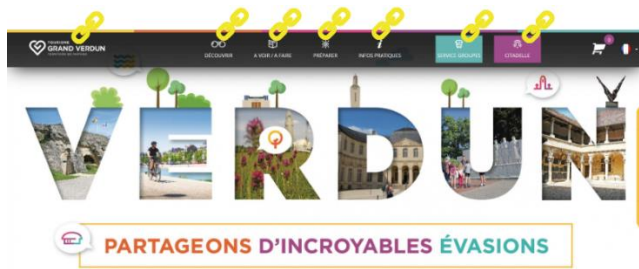 TOURISME
GRAND VERDUN
DÉCOUVRIR
A VOIR / A FAIRE
PRÉPARER
INFOS PRATIQUES
SERVICE GROUPES
CITADELLE
VERDUN
PARTAGEONS D'INCROYABLES ÉVASIONS